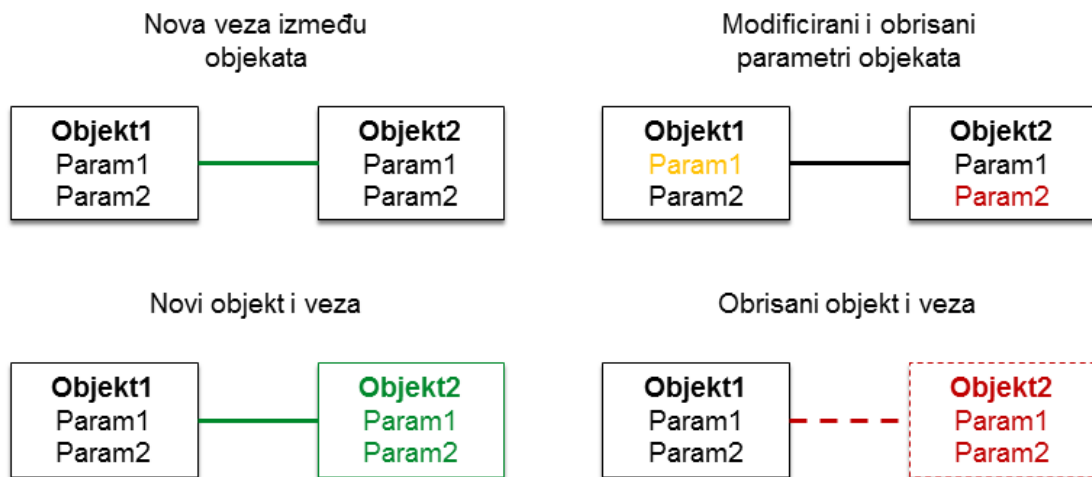 Nova veza između
objekata
Objekt1
Param1
Param2
Objekt2
Param1
Param2
Modificirani i obrisani
parametri objekata
Objekt1
Param1
Param2
Objekt2
Param1
Param2
Novi objekt i veza
Objekt1
Param1
Param2
Objekt2
Param1
Param2
Obrisani objekt i veza
Objekt1
Param1
Param2
Objekt2
Param1
Param2